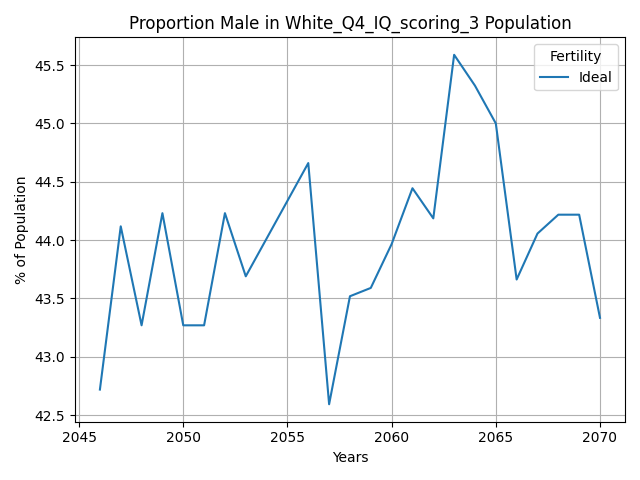 Proportion Male in White_Q4_IQ_scoring_3 Population
% of Population
45.5
45.0
44.5
44.0
43.5
43.0
42.5
Fertility
Ideal
2045
2050
2055
2060
2065
2070
Years